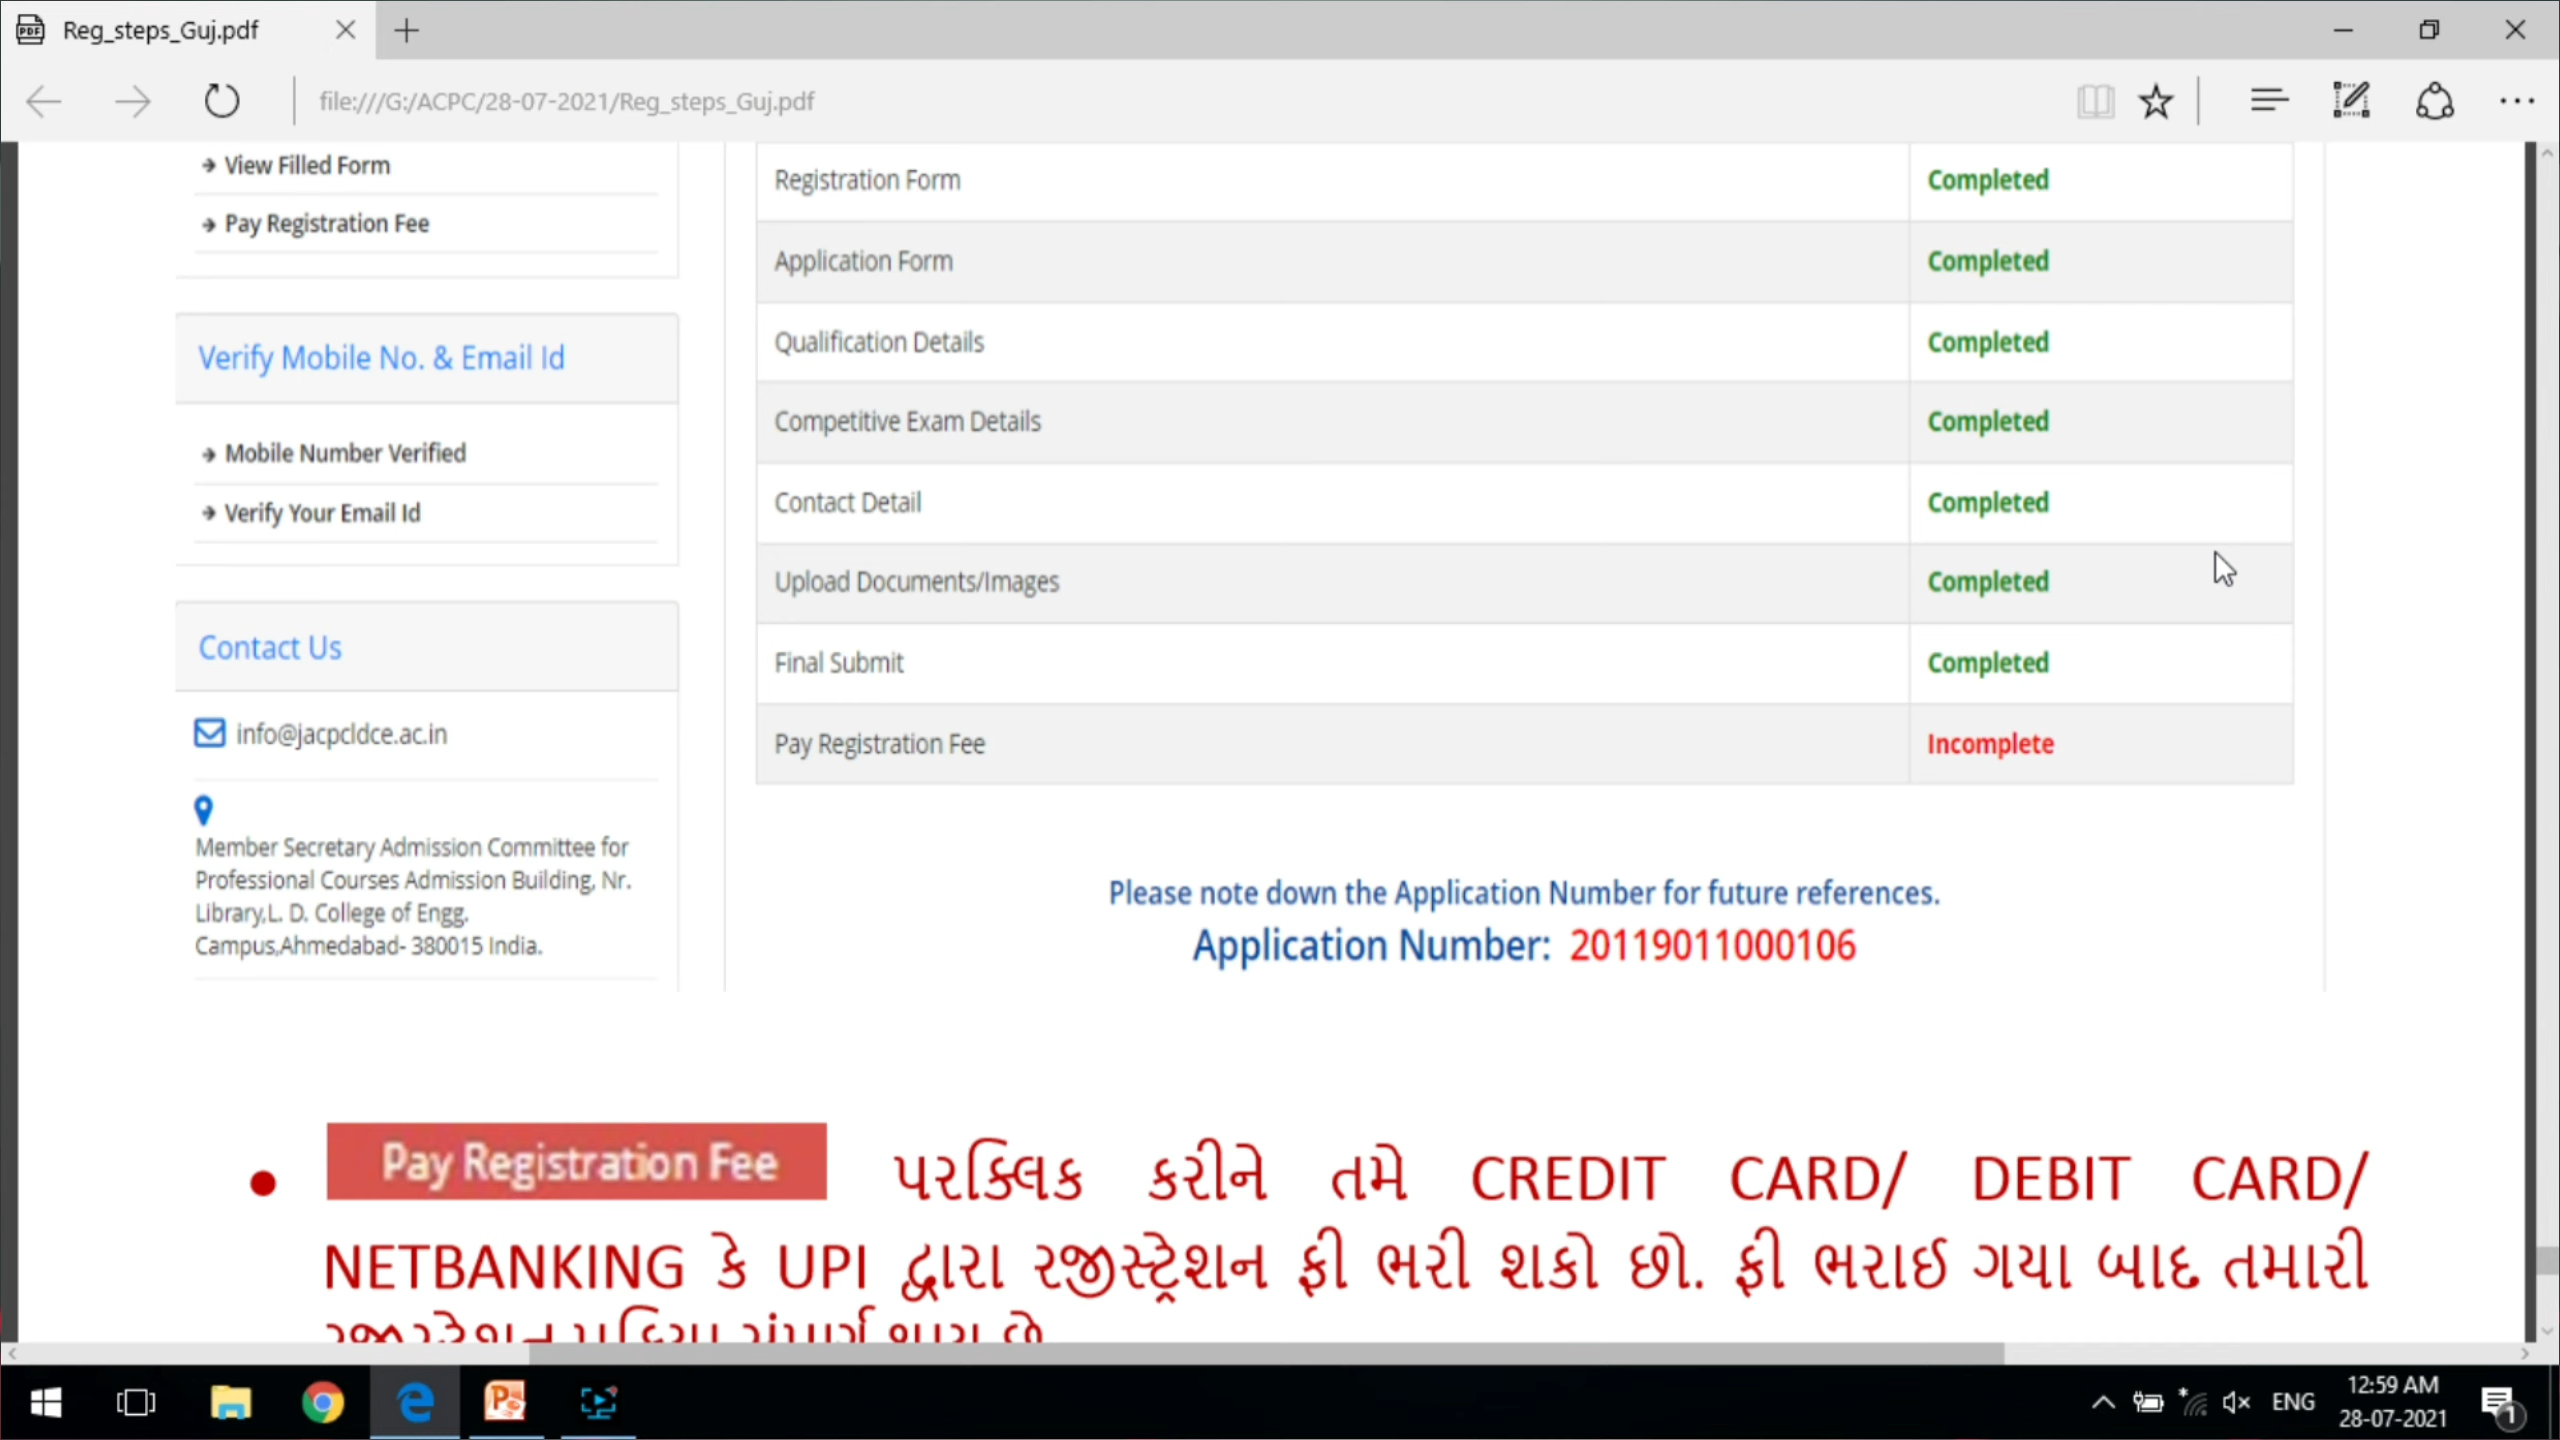 Reg_steps_Guj.pdf
file:///G:/ACPC/28-07-2021/Reg_steps_Guj.pdf
View Filled Form
Pay Registration Fee
Verify Mobile No. & Email Id
Mobile Number Verified
Verify Your Email Id
Contact Us
info@jacpcldce.ac.in
Member Secretary Admission Committee for
Professional Courses Admission Building, Nr.
Library,L. D. College of Engg.
Campus,Ahmedabad- 380015 India.
Registration Form Completed
Application Form Completed
Qualification Details Completed
Competitive Exam Details Completed
Contact Detail Completed
Upload Documents/Images Completed
Final Submit Completed
Pay Registration Fee Incomplete
Please note down the Application Number for future references.
Application Number: 20119011000106
• Pay Registration Fee પરક્લિક કરીને તમે CREDIT CARD/ DEBIT CARD/
NETBANKING કે UPI દ્વારા રજીસ્ટ્રેશન ફી ભરી શકો છો. ફી ભરાઈ ગયા બાદ તમારી
ENG
12:59 AM
28-07-2021
1